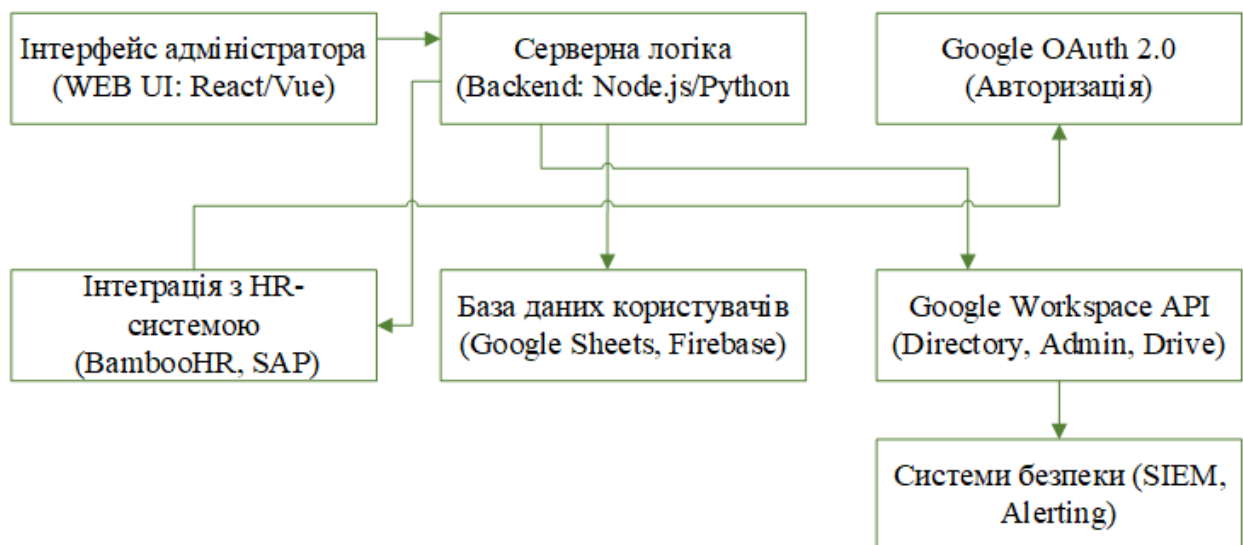 Інтерфейс адміністратора
(WEB UI: React/Vue)
Серверна логіка
(Backend: Node.js/Python
Google OAuth 2.0
(Авторизація)
Інтеграція з HR-
системою
(BambooHR, SAP)
База даних користувачів
(Google Sheets, Firebase)
Google Workspace API
(Directory, Admin, Drive)
Системи безпеки (SIEM,
Alerting)